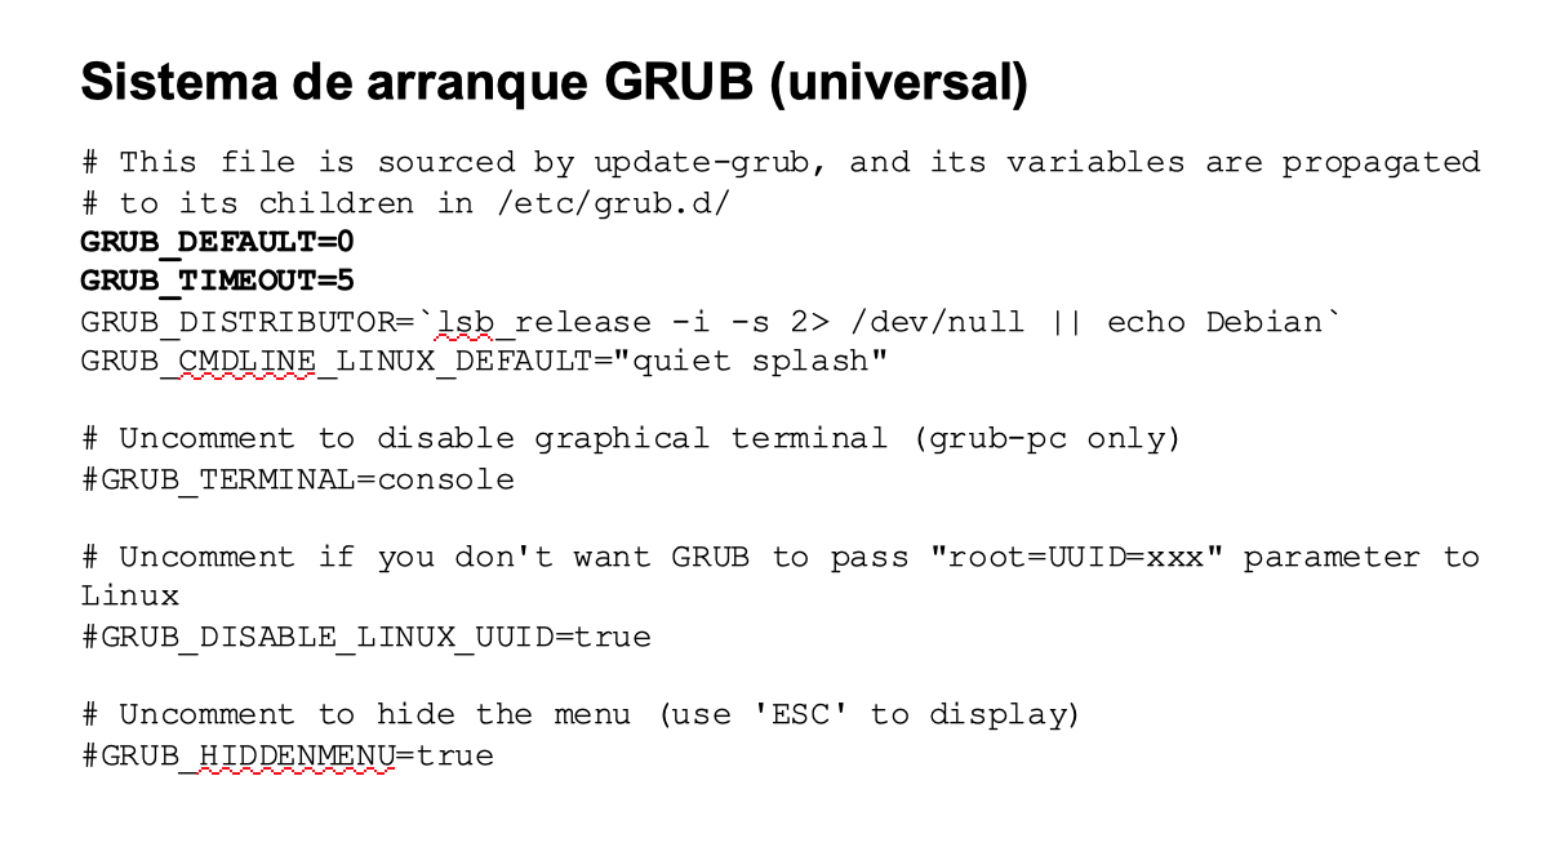 Sistema de arranque GRUB (universal)
# This file is sourced by update-grub, and its variables are propagated
# to its children in /etc/grub.d/
GRUB_DEFAULT=0
GRUB_TIMEOUT=5
GRUB_DISTRIBUTOR=`lsb_release -i -s 2> /dev/null || echo Debian`
GRUB_CMDLINE_LINUX_DEFAULT="quiet splash"
# Uncomment to disable graphical terminal (grub-pc only)
#GRUB_TERMINAL=console
# Uncomment if you don't want GRUB to pass "root=UUID=xxx" parameter to
Linux
#GRUB_DISABLE_LINUX_UUID=true
# Uncomment to hide the menu (use 'ESC' to display)
#GRUB_HIDDENMENU=true